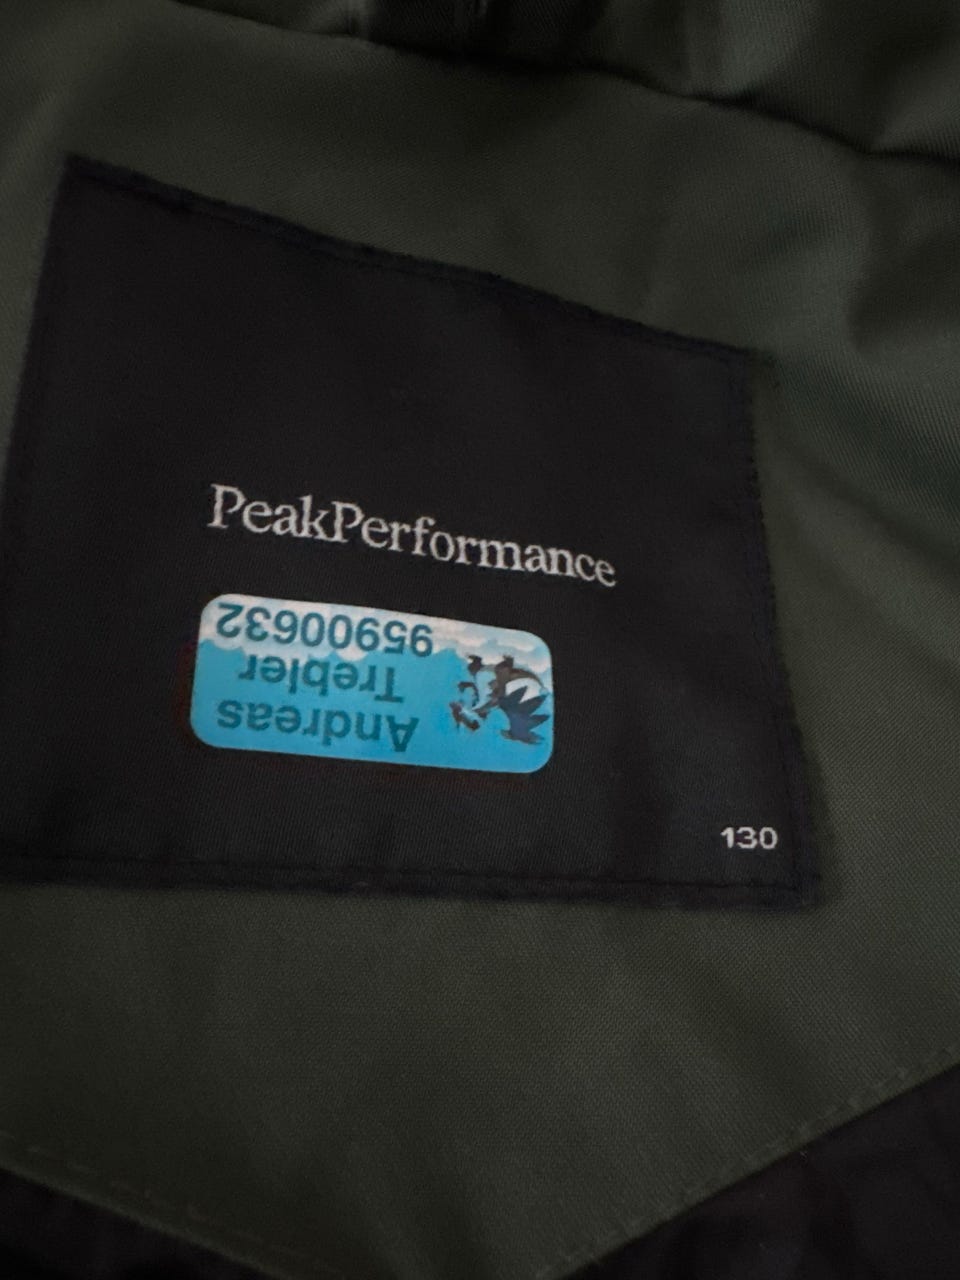 PeakPerformance
Andreas
Trebler
95900632
130